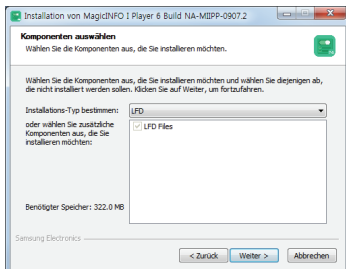 Installation von MagicINFO I Player 6 Build NA-MIIPP-0907.2
Komponenten auswählen
Wählen Sie die Komponenten aus, die Sie installieren möchten.
Wählen Sie die Komponenten aus, die Sie installieren möchten und wählen Sie diejenigen ab,
die nicht installiert werden sollen. Klicken Sie auf Weiter, um fortzufahren.
Installations-Typ bestimmen:
LFD
oder wählen Sie zusätzliche
Komponenten aus, die Sie
installieren möchten:
LFD Files
Benötigter Speicher: 322.0 MB
Samsung Electronics
< Zurück
Weiter >
Abbrechen